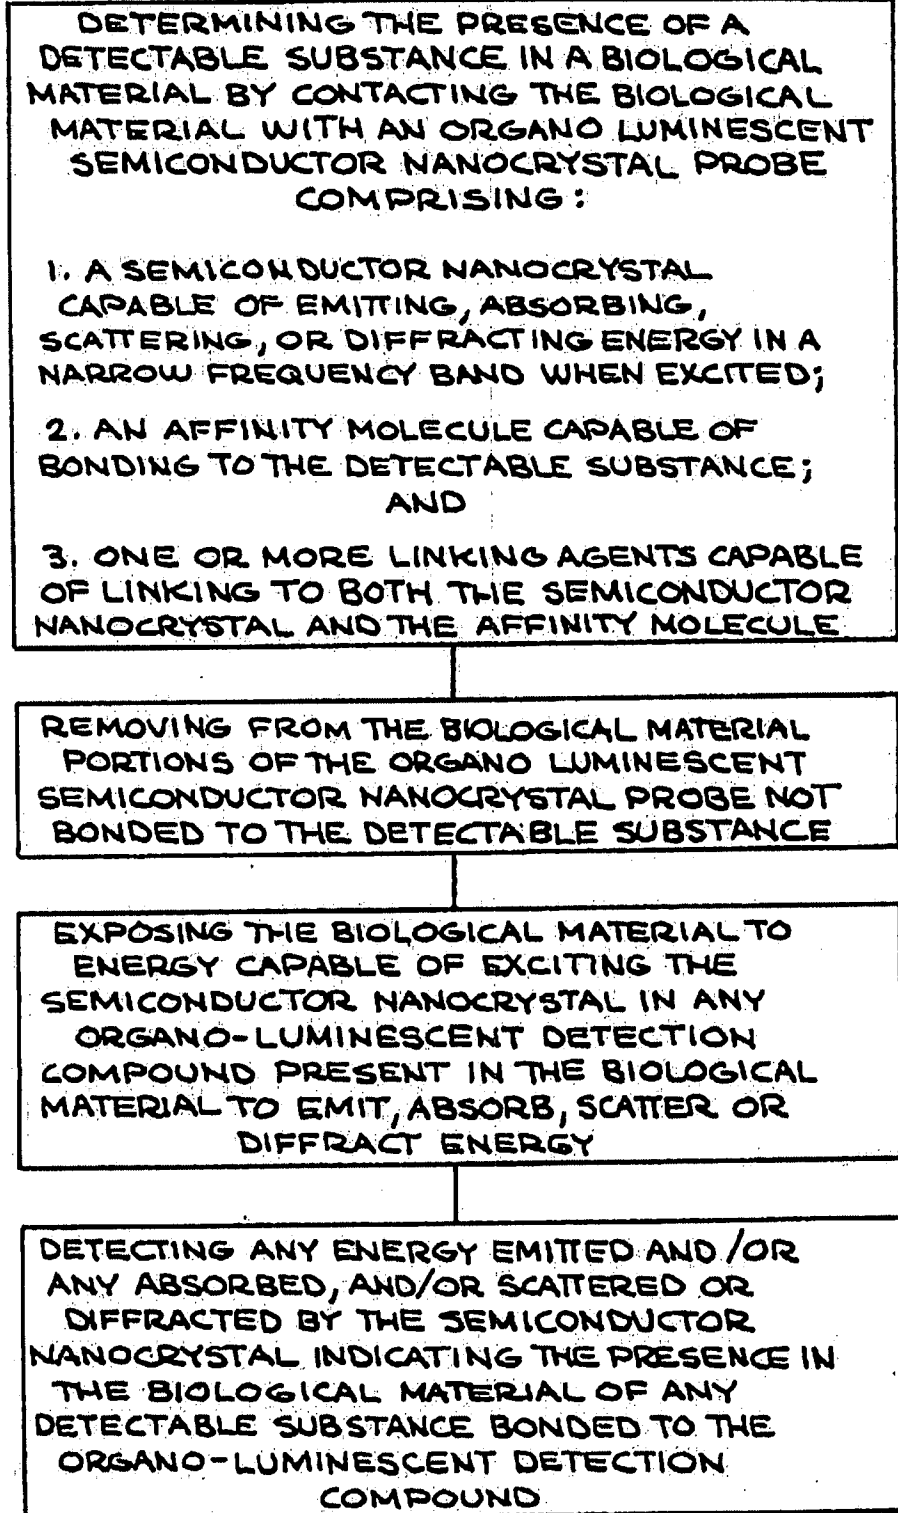 DETERMINING THE PRESENCE OF A
DETECTABLE SUBSTANCE IN A BIOLOGICAL
MATERIAL BY CONTACTING THE BIOLOGICAL
MATERIAL WITH AN ORGANO LUMINESCENT
SEMICONDUCTOR NANOCRYSTAL PROBE
COMPRISING:
1. A SEMICONDUCTOR NANOCRYSTAL
CAPABLE OF EMITTING, ABSORBING,
SCATTERING, OR DIFFRACTING ENERGY IN A
NARROW FREQUENCY BAND WHEN EXCITED;
2. AN AFFINITY MOLECULE CAPABLE OF
BONDING TO THE DETECTABLE SUBSTANCE;
AND
3. ONE OR MORE LINKING AGENTS CAPABLE
OF LINKING TO BOTH THE SEMICONDUCTOR
NANOCRYSTAL AND THE AFFINITY MOLECULE
REMOVING FROM THE BIOLOGICAL MATERIAL
PORTIONS OF THE ORGANO LUMINESCENT
SEMICONDUCTOR NANOCRYSTAL PROBE NOT
BONDED TO THE DETECTABLE SUBSTANCE
EXPOSING THE BIOLOGICAL MATERIAL TO
ENERGY CAPABLE OF EXCITING THE
SEMICONDUCTOR NANOCRYSTAL IN ANY
ORGANO-LUMINESCENT DETECTION
COMPOUND PRESENT IN THE BIOLOGICAL
MATERIAL TO EMIT, ABSORB, SCATTER OR
DIFFRACT ENERGY
DETECTING ANY ENERGY EMITTED AND/OR
ANY ABSORBED, AND/OR SCATTERED OR
DIFFRACTED BY THE SEMICONDUCTOR
NANOCRYSTAL INDICATING THE PRESENCE IN
THE BIOLOGICAL MATERIAL OF ANY
DETECTABLE SUBSTANCE BONDED TO THE
ORGANO-LUMINESCENT DETECTION
COMPOUND